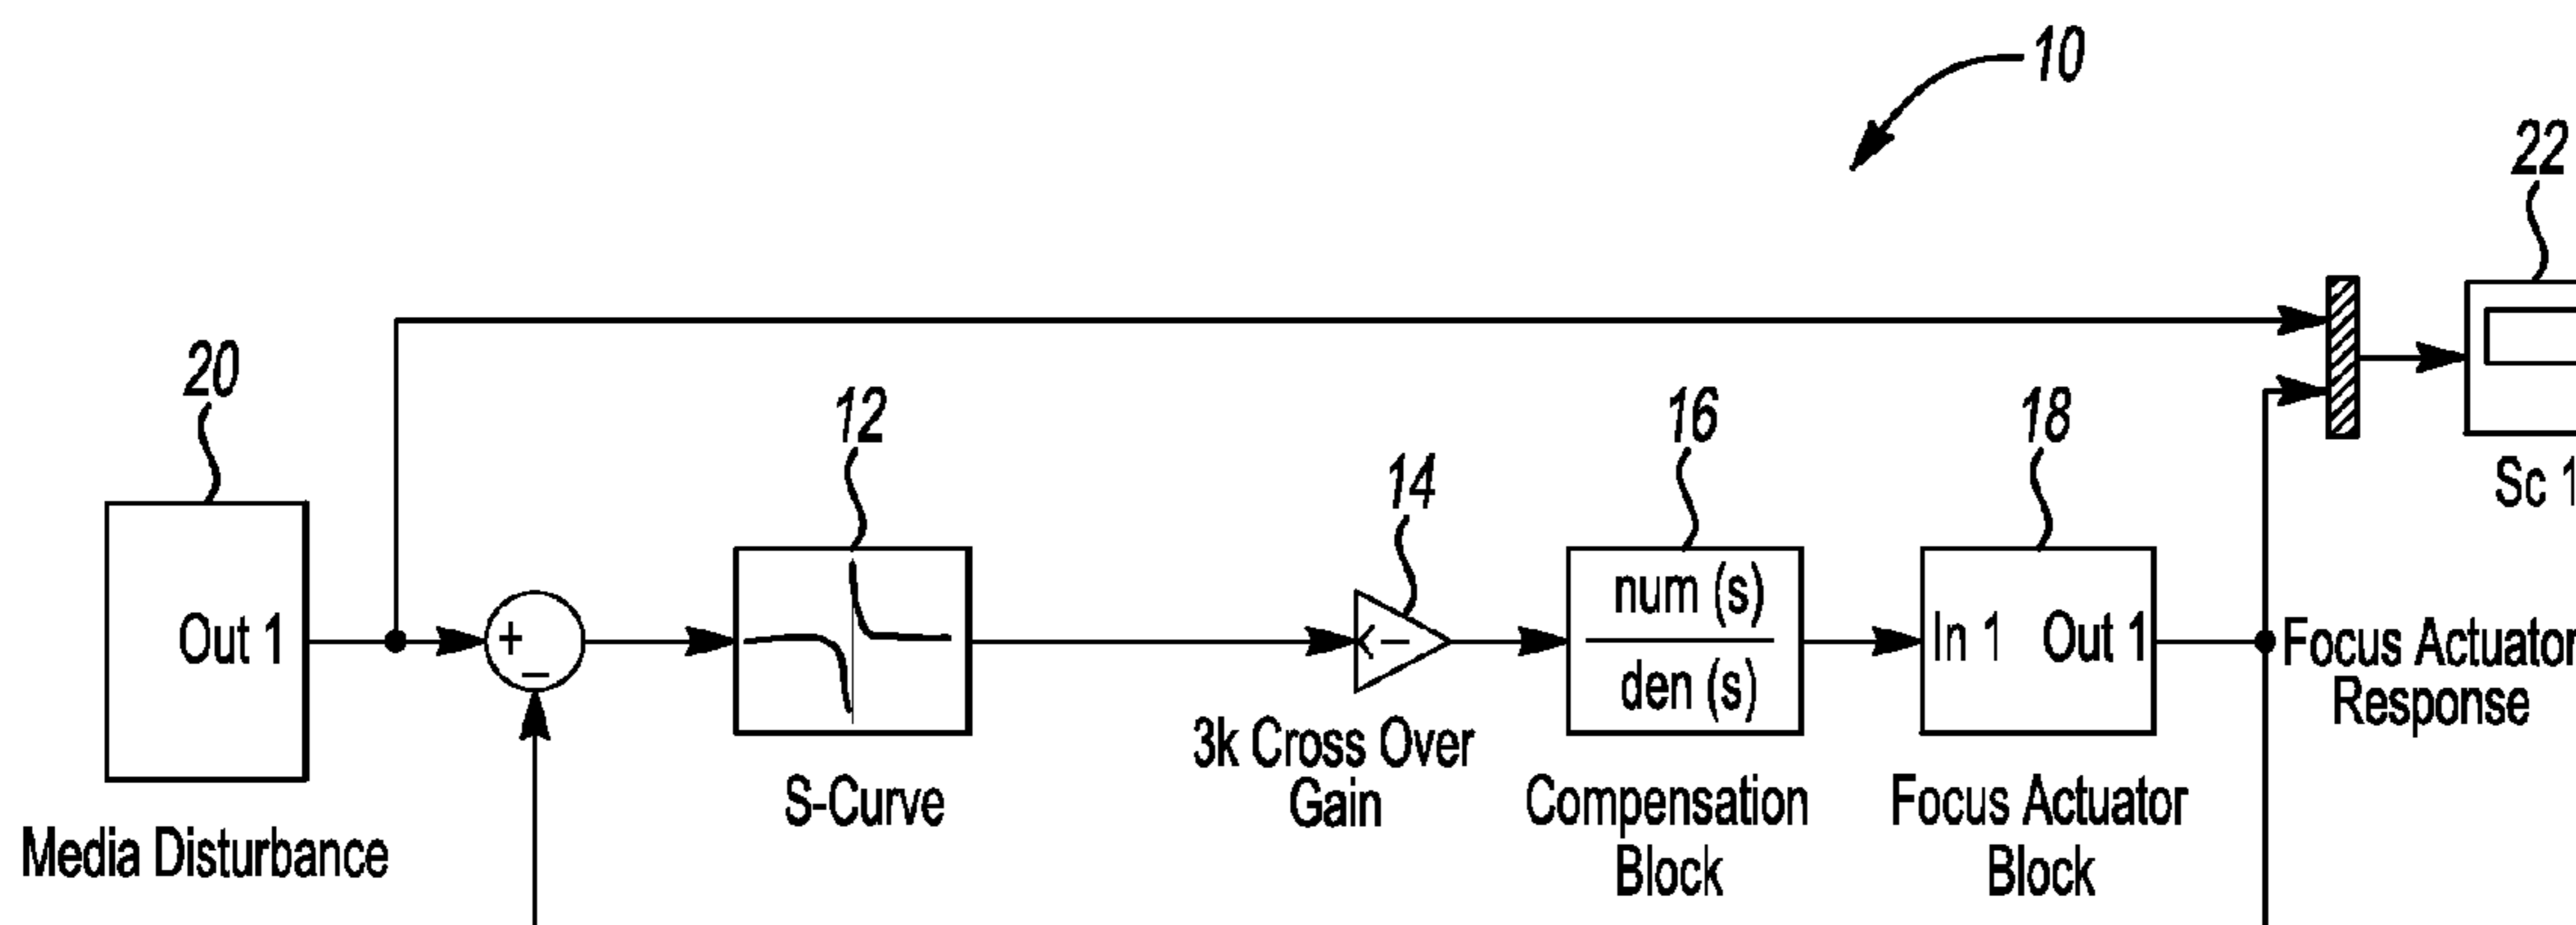 10
22
20
12
16
18
14
Sc 1
num (s)
Out 1
+
In 1
Out 1
Focus Actuator
–
den (s)
Response
3k Cross Over
Gain
S-Curve
Compensation
Block
Focus Actuator
Block
Media Disturbance